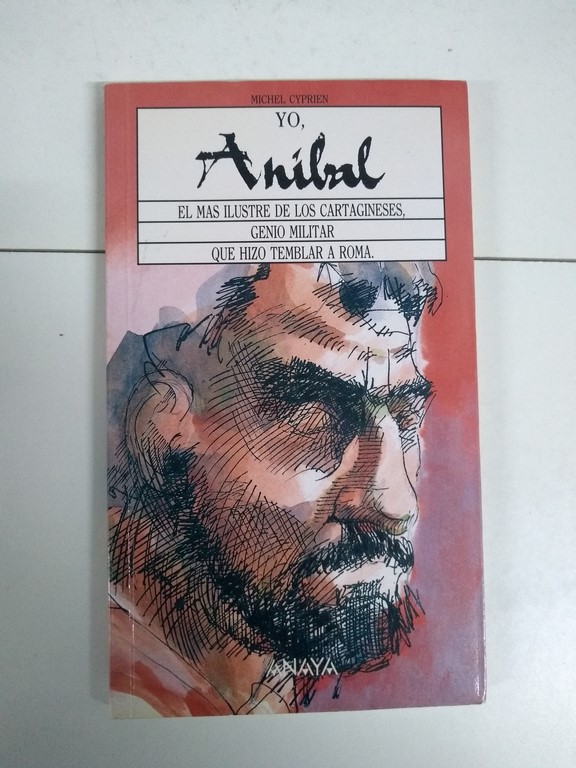 MICHEL CYPRIEN
YO,
Aníbal
EL MAS ILUSTRE DE LOS CARTAGINESES,
GENIO MILITAR
QUE HIZO TEMBLAR A ROMA.
ANAYA